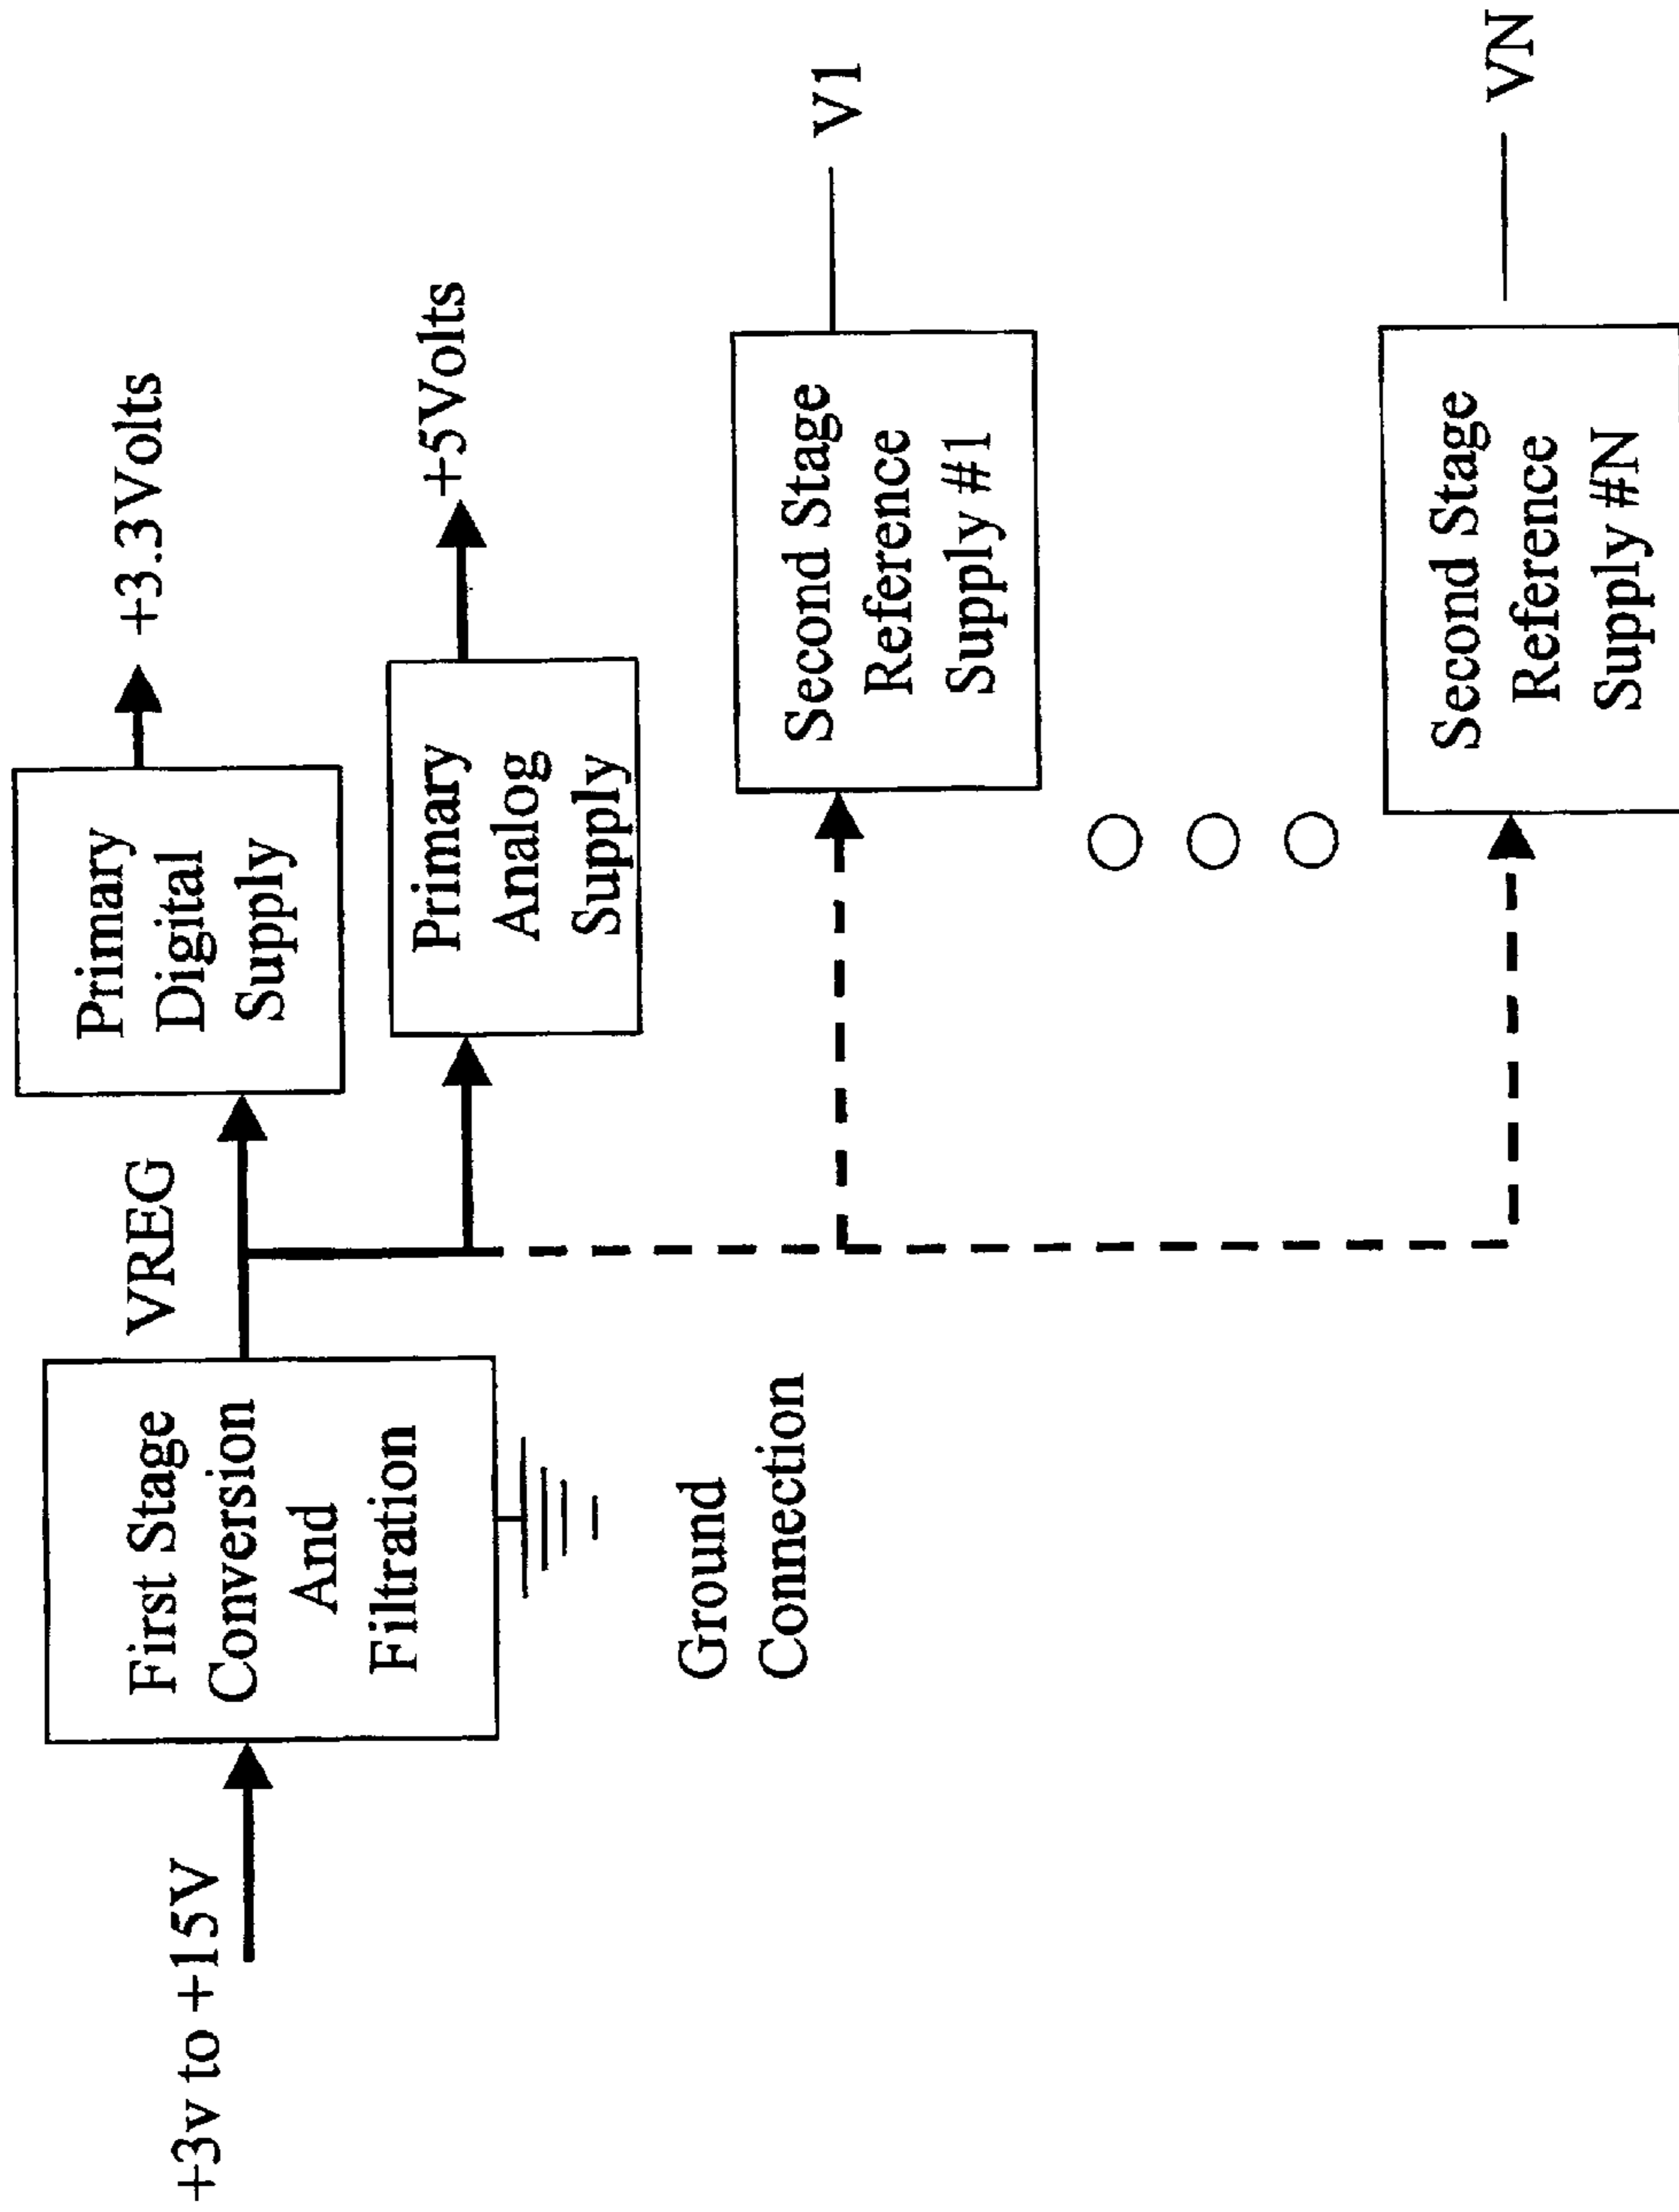 +3v to +15V
First Stage
Conversion
And
Filtration
Ground
Connection
VREG
Primary
Digital
Supply
+3.3Volts
Primary
Analog
Supply
+5Volts
Second Stage
Reference
Supply #1
V1
Second Stage
Reference
Supply #N
VN